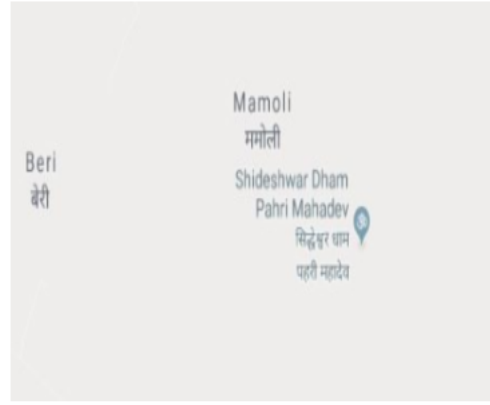 Mamoli
ममोली
Beri
बेरी
Shideshwar Dham
Pahri Mahadev
सिद्धेश्वर धाम
पहरी महादेव